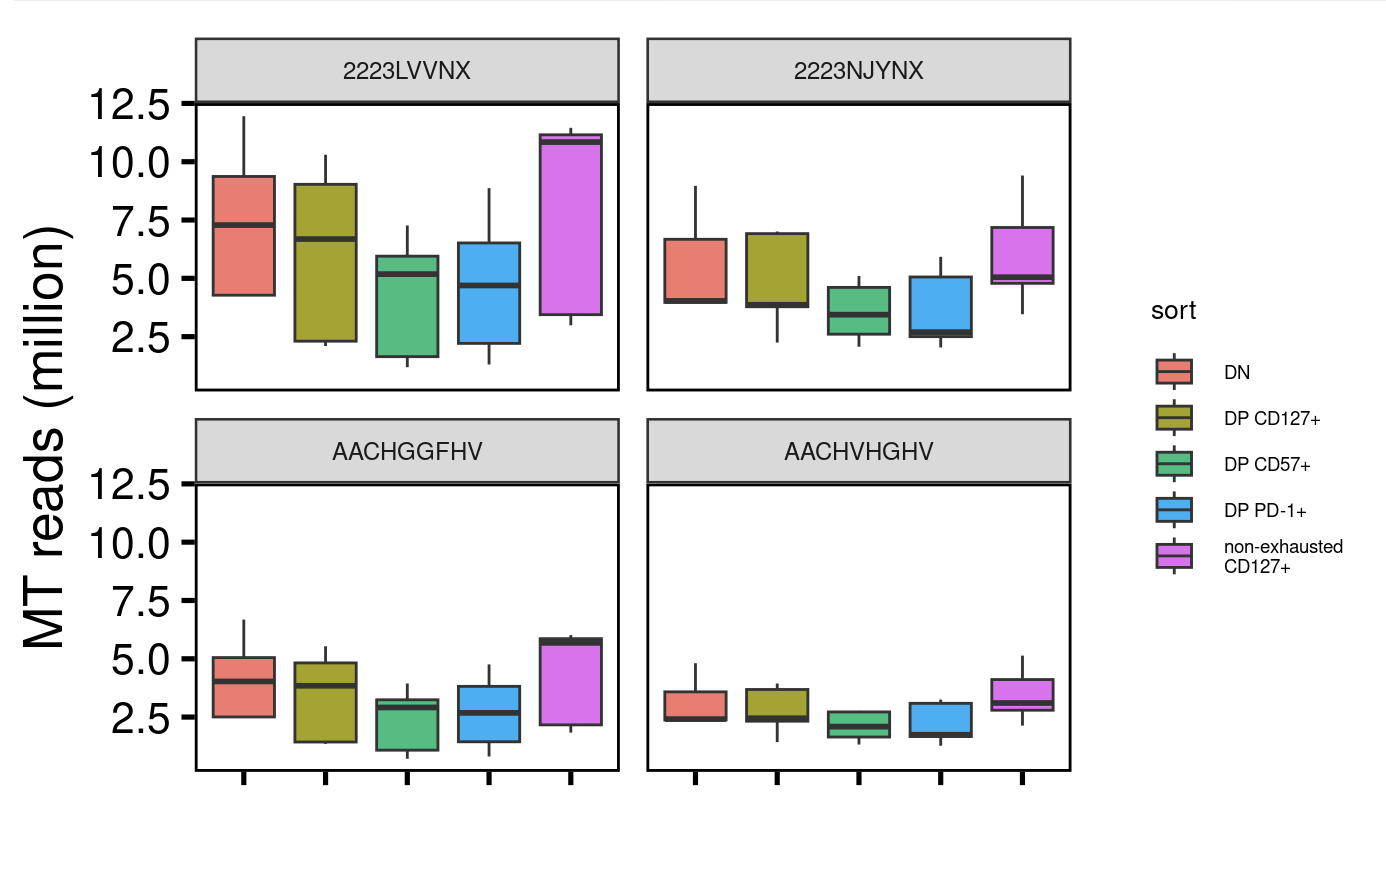 2223LVVNX
2223NJYNX
12.5
10.0
7.5
5.0
2.5
AACHGGFHV
AACHVHGHV
12.5
10.0
7.5
5.0
2.5
MT reads (million)
sort
DN
DP CD127+
DP CD57+
DP PD-1+
non-exhausted
CD127+